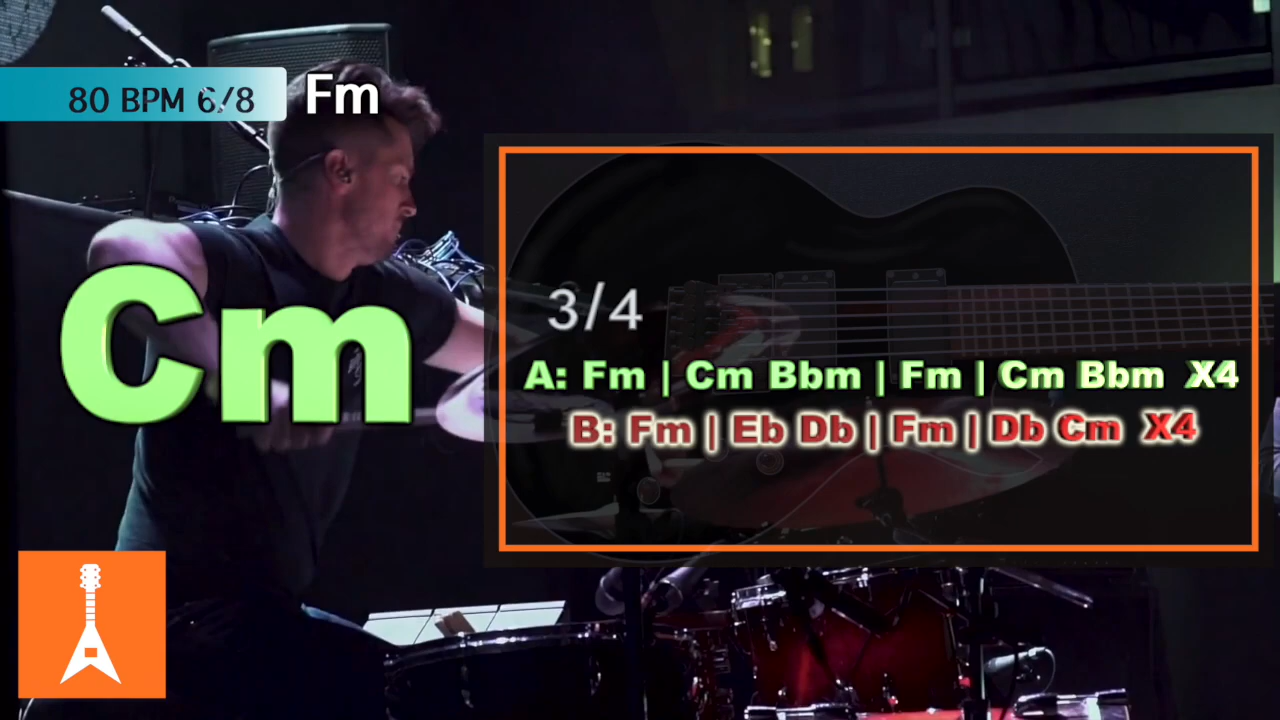 80 BPM 6/8 Fm
Cm
3/4
A: Fm | Cm Bbm | Fm | Cm Bbm X4
B: Fm | Eb Db | Fm | Db Cm X4